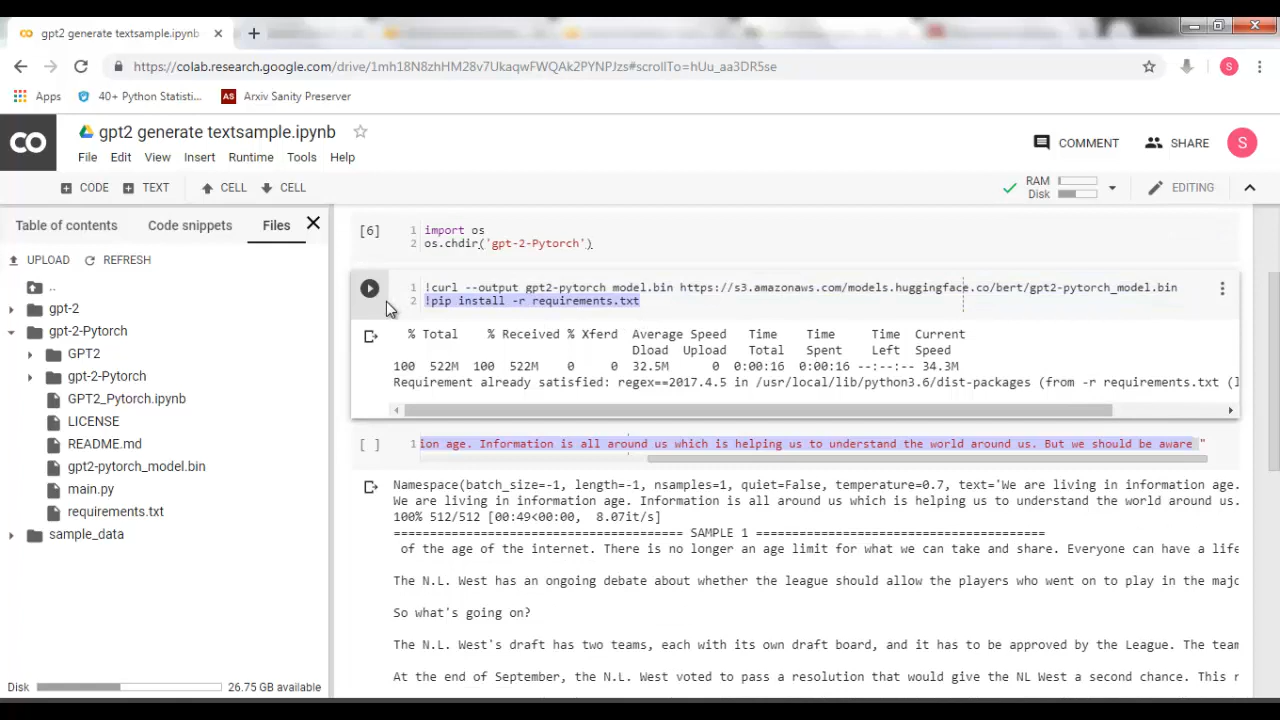 gpt2 generate textsample.ipynb
https://colab.research.google.com/drive/1mh18N8zhHM28v7UkaqwFWQAk2PYNPJzs#scrollTo=hUu_aa3DR5se
S
Apps 40+ Python Statisti... AS Arxiv Sanity Preserver
CO
gpt2 generate textsample.ipynb
COMMENT SHARE S
File Edit View Insert Runtime Tools Help
CODE TEXT CELL CELL
RAM
Disk
EDITING
Table of contents Code snippets Files
UPLOAD REFRESH
..
gpt-2
gpt-2-Pytorch
GPT2
gpt-2-Pytorch
GPT2_Pytorch.ipynb
LICENSE
README.md
gpt2-pytorch_model.bin
main.py
requirements.txt
sample_data
Disk 26.75 GB available
[6] 1 import os
2 os.chdir('gpt-2-Pytorch')
1 !curl --output gpt2-pytorch_model.bin https://s3.amazonaws.com/models.huggingface.co/bert/gpt2-pytorch_model.bin
2 !pip install -r requirements.txt
% Total % Received % Xferd Average Speed Time Time Time Current
Dload Upload Total Spent Left Speed
100 522M 100 522M 0 0 32.5M 0 0:00:16 0:00:16 --:--:-- 34.3M
Requirement already satisfied: regex==2017.4.5 in /usr/local/lib/python3.6/dist-packages (from -r requirements.txt (l
[ ] 1 ion age. Information is all around us which is helping us to understand the world around us. But we should be aware "
Namespace(batch_size=-1, length=-1, nsamples=1, quiet=False, temperature=0.7, text='We are living in information age.
We are living in information age. Information is all around us which is helping us to understand the world around us.
100% 512/512 [00:49<00:00, 8.07it/s]
======================================== SAMPLE 1 ========================================
of the age of the internet. There is no longer an age limit for what we can take and share. Everyone can have a life
The N.L. West has an ongoing debate about whether the league should allow the players who went on to play in the majo
So what's going on?
The N.L. West's draft has two teams, each with its own draft board, and it has to be approved by the League. The team
At the end of September, the N.L. West voted to pass a resolution that would give the NL West a second chance. This r